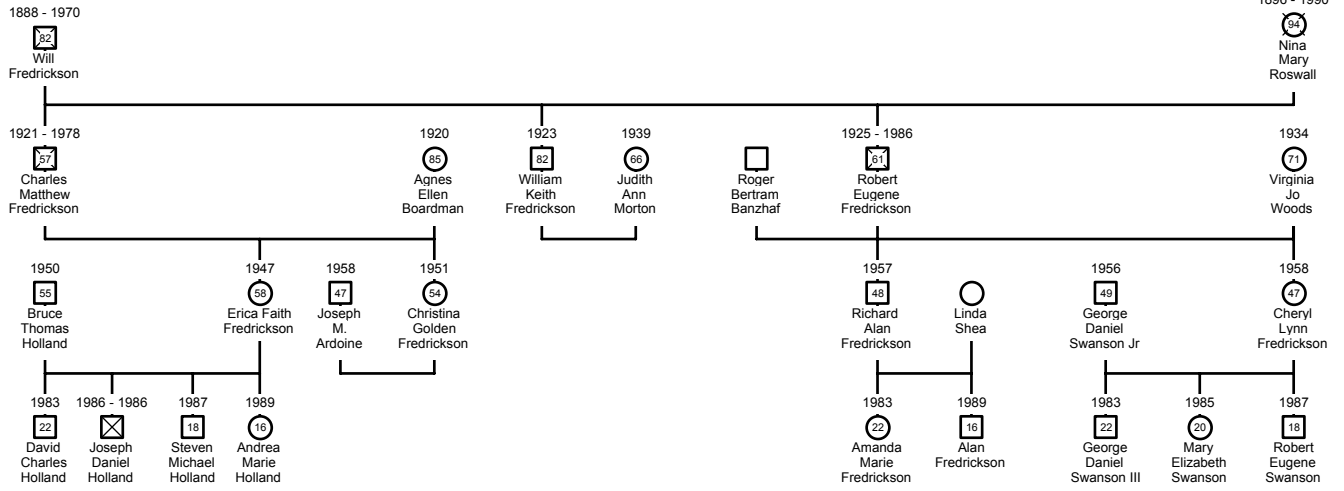 1888 - 1970
82
Will
Fredrickson
1896 - 1990
94
Nina
Mary
Roswall
1921 - 1978
57
Charles
Matthew
Fredrickson
1920
85
Agnes
Ellen
Boardman
1923
82
William
Keith
Fredrickson
1939
66
Judith
Ann
Morton
Roger
Bertram
Banzhaf
1925 - 1986
61
Robert
Eugene
Fredrickson
1934
71
Virginia
Jo
Woods
1950
55
Bruce
Thomas
Holland
1947
58
Erica Faith
Fredrickson
1958
47
Joseph
M.
Ardoine
1951
54
Christina
Golden
Fredrickson
1957
48
Richard
Alan
Fredrickson
Linda
Shea
1956
49
George
Daniel
Swanson Jr
1958
47
Cheryl
Lynn
Fredrickson
1983
22
David
Charles
Holland
1986 - 1986
Joseph
Daniel
Holland
1987
18
Steven
Michael
Holland
1989
16
Andrea
Marie
Holland
1983
22
Amanda
Marie
Fredrickson
1989
16
Alan
Fredrickson
1983
22
George
Daniel
Swanson III
1985
20
Mary
Elizabeth
Swanson
1987
18
Robert
Eugene
Swanson